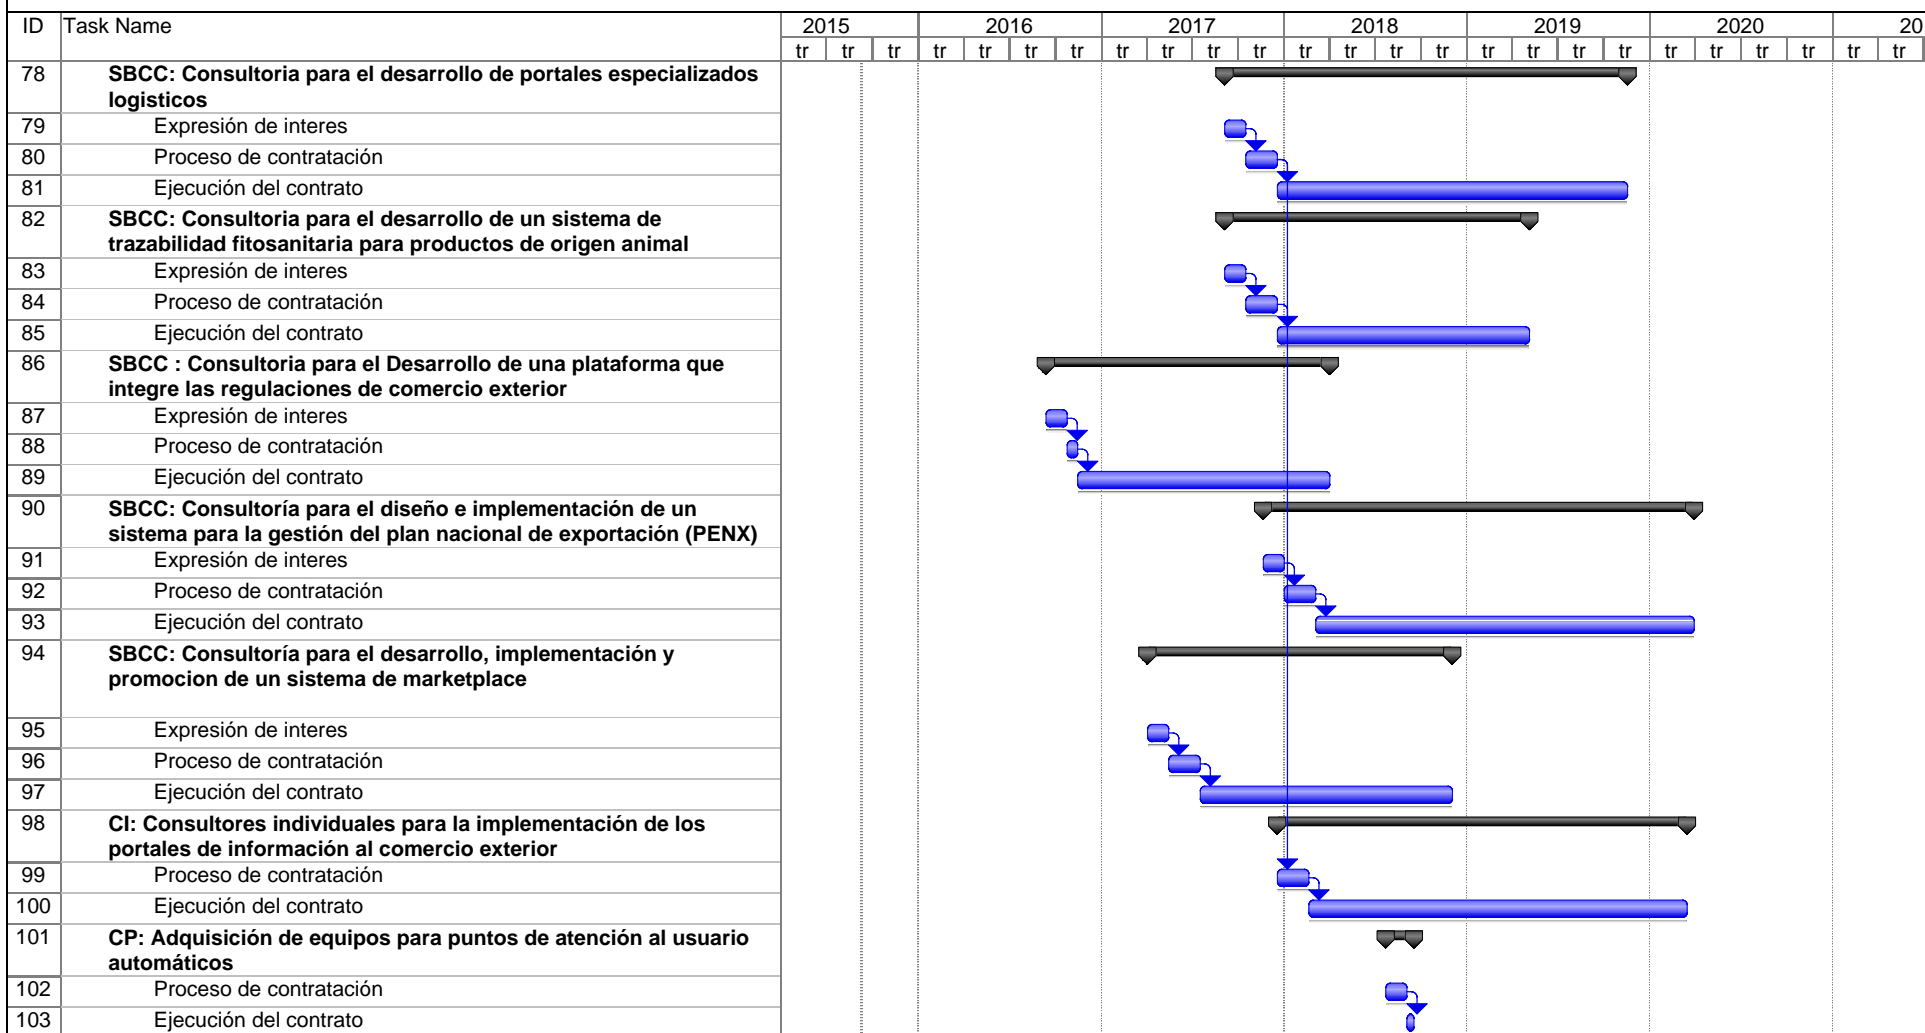 ID Task Name 2015 2016 2017 2018 2019 2020 20
tr tr tr tr tr tr tr tr tr tr tr tr tr tr tr tr tr tr tr tr tr tr tr tr tr
78 SBCC: Consultoria para el desarrollo de portales especializados
logisticos
79 Expresión de interes
80 Proceso de contratación
81 Ejecución del contrato
82 SBCC: Consultoria para el desarrollo de un sistema de
trazabilidad fitosanitaria para productos de origen animal
83 Expresión de interes
84 Proceso de contratación
85 Ejecución del contrato
86 SBCC : Consultoria para el Desarrollo de una plataforma que
integre las regulaciones de comercio exterior
87 Expresión de interes
88 Proceso de contratación
89 Ejecución del contrato
90 SBCC: Consultoría para el diseño e implementación de un
sistema para la gestión del plan nacional de exportación (PENX)
91 Expresión de interes
92 Proceso de contratación
93 Ejecución del contrato
94 SBCC: Consultoría para el desarrollo, implementación y
promocion de un sistema de marketplace
95 Expresión de interes
96 Proceso de contratación
97 Ejecución del contrato
98 CI: Consultores individuales para la implementación de los
portales de información al comercio exterior
99 Proceso de contratación
100 Ejecución del contrato
101 CP: Adquisición de equipos para puntos de atención al usuario
automáticos
102 Proceso de contratación
103 Ejecución del contrato